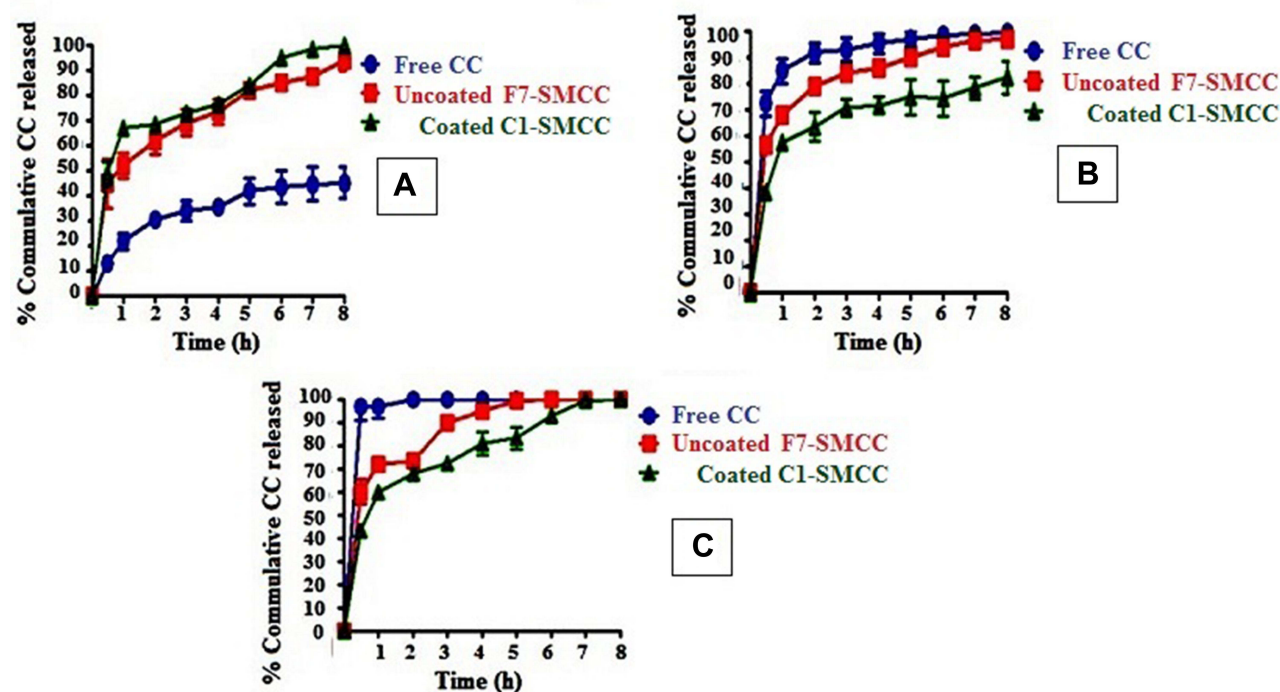 % Commulative CC released
100
90
80
70
60
50
40
30
20
10
0
1 2 3 4 5 6 7 8
Time (h)
Free CC
Uncoated F7-SMCC
Coated C1-SMCC
A
% Commulative CC released
100
90
80
70
60
50
40
30
20
10
0
1 2 3 4 5 6 7 8
Time (h)
Free CC
Uncoated F7-SMCC
Coated C1-SMCC
B
% Commulative CC released
100
90
80
70
60
50
40
30
20
10
0
1 2 3 4 5 6 7 8
Time (h)
Free CC
Uncoated F7-SMCC
Coated C1-SMCC
C